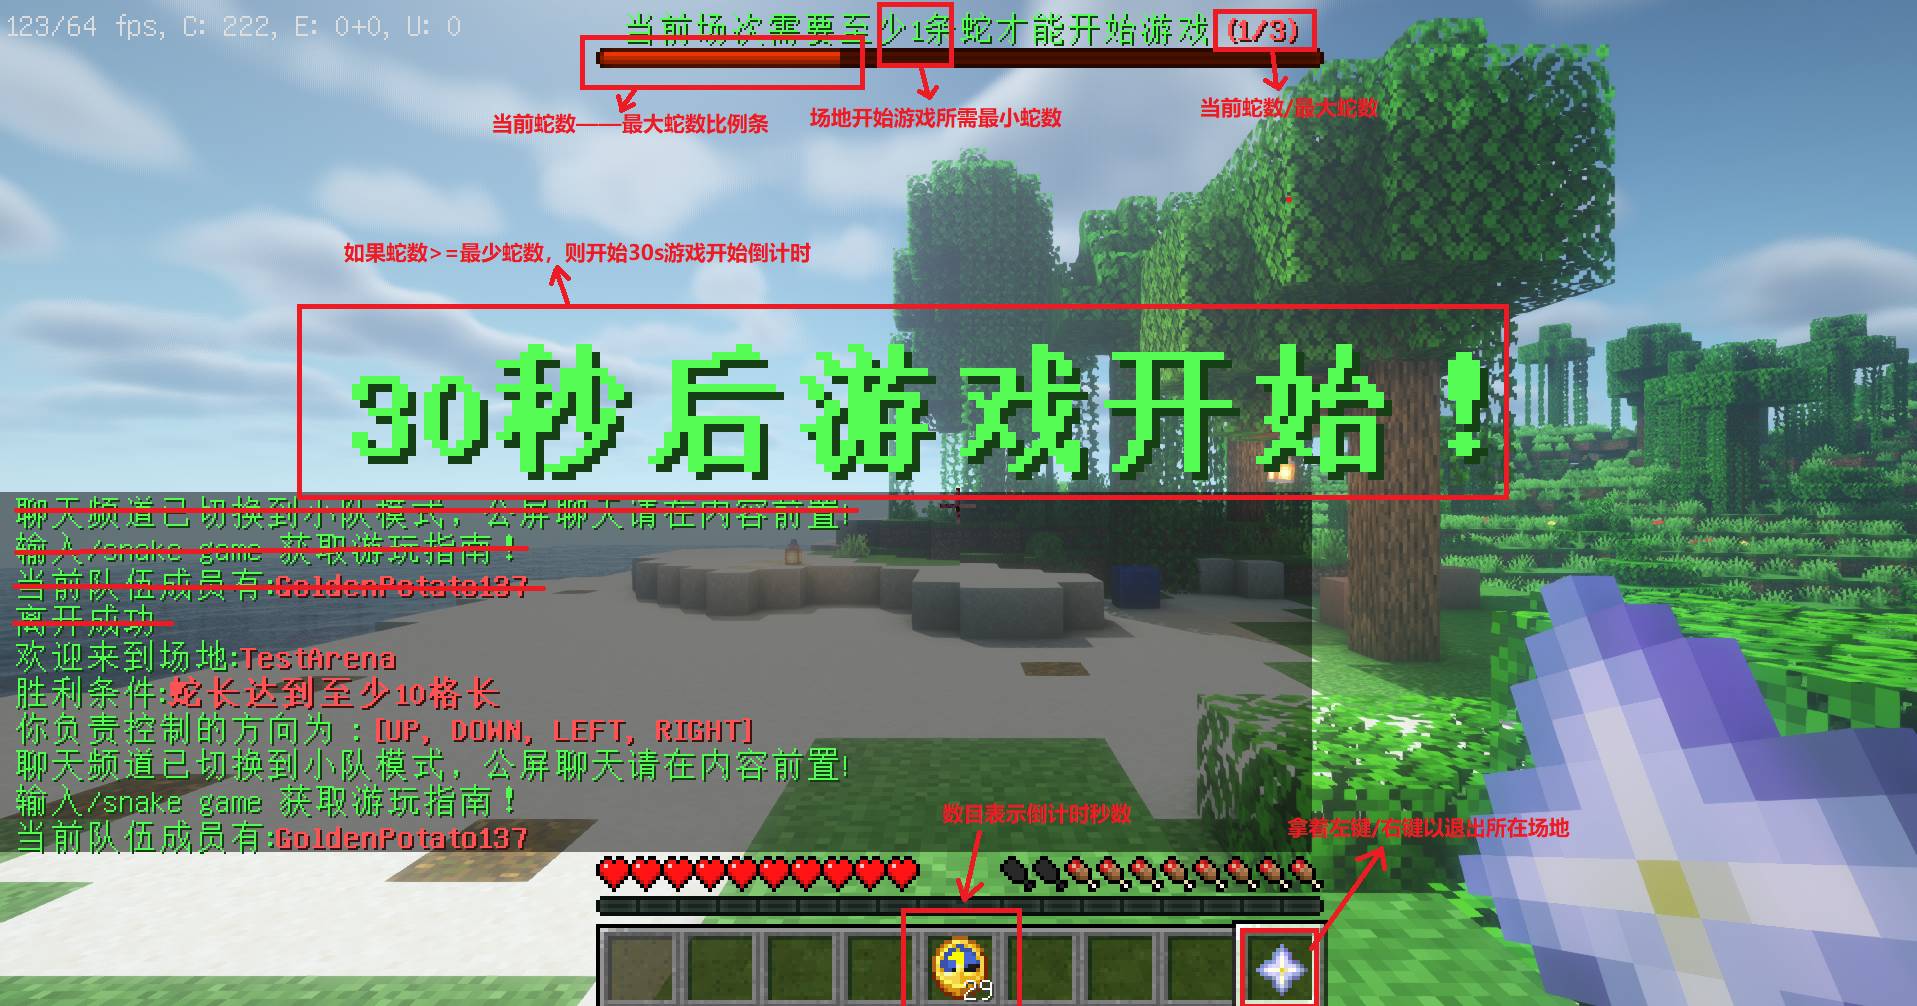 123/64 fps, C: 222, E: 0+0, U: 0
当前场次需要至少1条蛇才能开始游戏 (1/3)
当前蛇数——最大蛇数比例条
场地开始游戏所需最小蛇数
当前蛇数/最大蛇数
如果蛇数>=最少蛇数，则开始30s游戏开始倒计时
30秒后游戏开始！
聊天频道已切换到小队模式，公屏聊天请在内容前置!
输入/snake game 获取游玩指南！
当前队伍成员有:GoldenPotato137
离开成功
欢迎来到场地:TestArena
胜利条件:蛇长达到至少10格长
你负责控制的方向为：[UP, DOWN, LEFT, RIGHT]
聊天频道已切换到小队模式，公屏聊天请在内容前置!
输入/snake game 获取游玩指南！
当前队伍成员有:GoldenPotato137
数目表示倒计时秒数
拿着左键/右键以退出所在场地
29